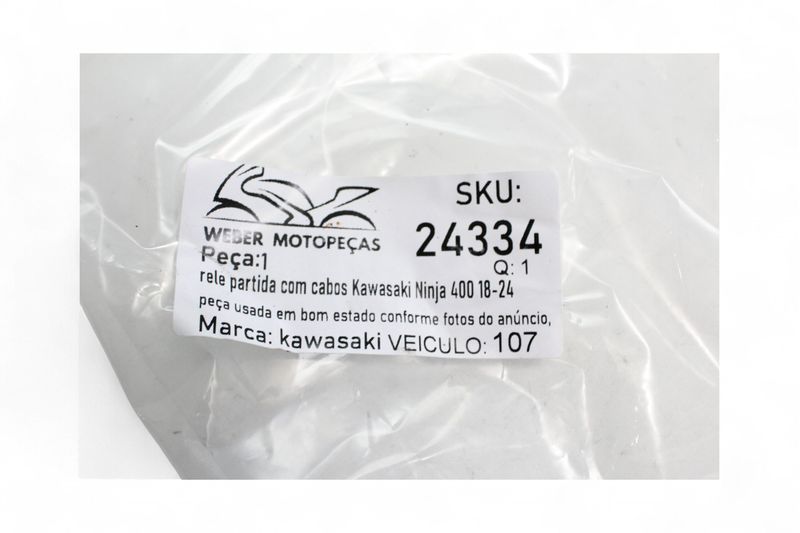 SKU:
24334
WEBER MOTOPEÇAS
Q: 1
Peça:1
rele partida com cabos Kawasaki Ninja 400 18-24
peça usada em bom estado conforme fotos do anúncio,
Marca: kawasaki VEICULO: 107